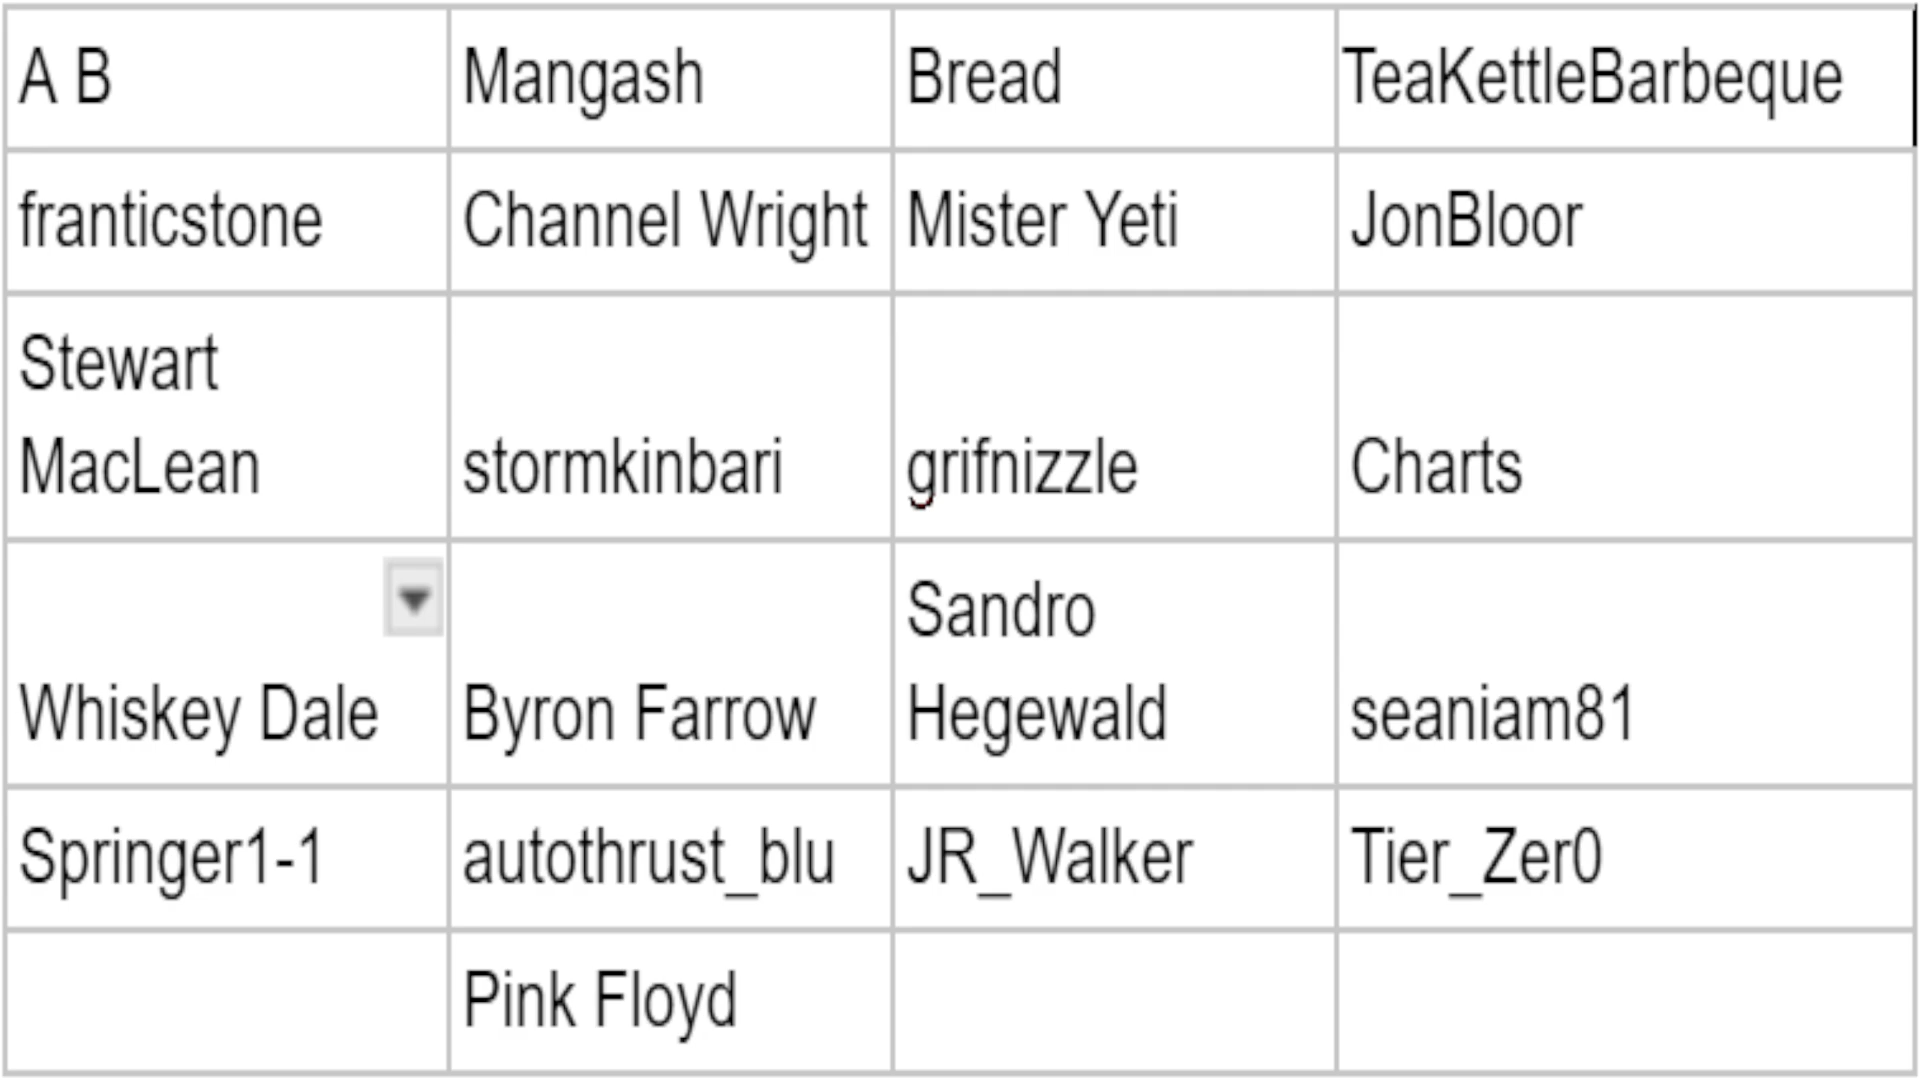 A B Mangash Bread TeaKettleBarbeque
franticstone Channel Wright Mister Yeti JonBloor
Stewart
MacLean stormkinbari grifnizzle Charts
Sandro
Whiskey Dale Byron Farrow Hegewald seaniam81
Springer1-1 autothrust_blu JR_Walker Tier_Zer0
Pink Floyd